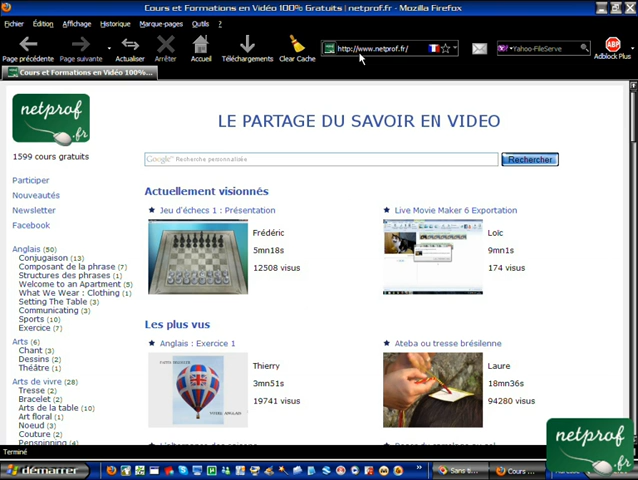 Cours et Formations en Vidéo 100% Gratuits | netprof.fr - Mozilla Firefox
Fichier Édition Affichage Historique Marque-pages Outils ?
Page précédente Page suivante Actualiser Arrêter Accueil Téléchargements Clear Cache http://www.netprof.fr/ Yahoo-FileServe ABP Adblock Plus
Cours et Formations en Vidéo 100%...
netprof
.fr
LE PARTAGE DU SAVOIR EN VIDEO
1599 cours gratuits
Google Recherche personnalisée Rechercher
Participer
Nouveautés
Newsletter
Facebook
Anglais (50)
Conjugaison (13)
Composant de la phrase (7)
Structures des phrases (1)
Welcome to an Apartment (5)
What We Wear : Clothing (1)
Setting The Table (3)
Communicating (3)
Sports (10)
Exercice (7)
Arts (6)
Chant (3)
Dessins (2)
Théâtre (1)
Arts de vivre (28)
Tresse (2)
Bracelet (2)
Arts de la table (10)
Art floral (1)
Noeud (3)
Couture (2)
Actuellement visionnés
Jeu d'échecs 1 : Présentation
Frédéric
5mn18s
12508 visus
Live Movie Maker 6 Exportation
Loïc
9mn1s
174 visus
Les plus vus
Anglais : Exercice 1
Thierry
3mn51s
19741 visus
Ateba ou tresse brésilienne
Laure
18mn36s
94280 visus
Terminé
netprof
.fr
démarrer Sans ti... Cours ...